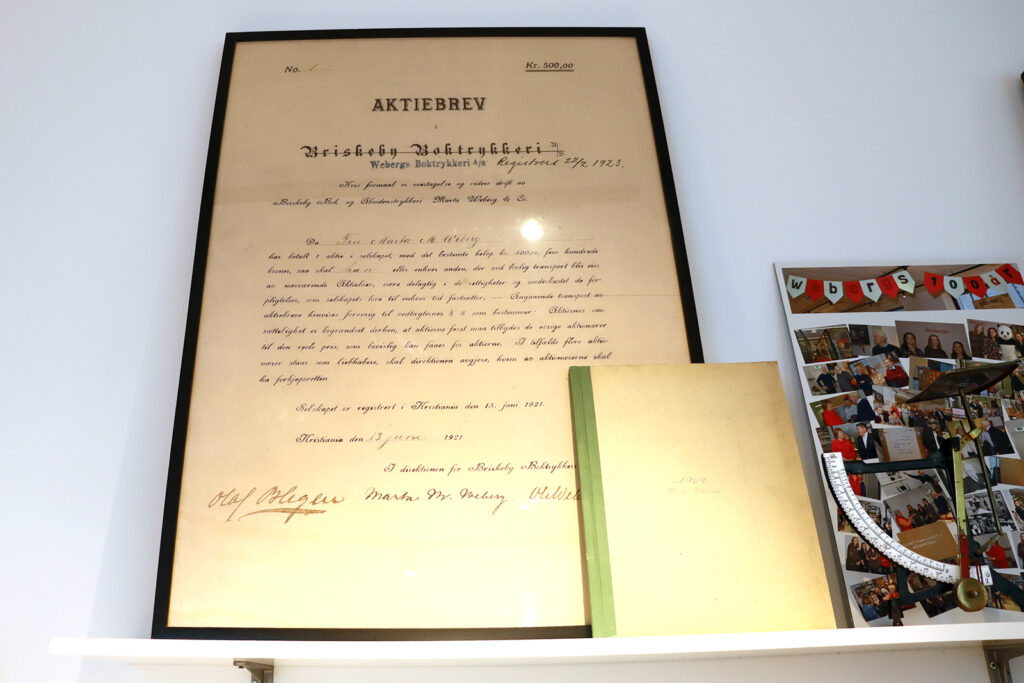 No. 1
Kr. 500,00
AKTIEBREV
i
Briskeby Boktrykkeri A/S
Webergs Boktrykkeri A/S Registrert 22/2 1923.
Hvis formaal er overtagelse og videre drift av
Briskeby Bok og Aksidenstrykkeri Marta Weberg & Co.
Da Fru Marta M. Weberg
har betalt 1 aktie i selskapet, med det bestemte beløp kr. 500,00, fem hundrede
kroner, saa skal hun eller enhver anden, der ved lovlig transport blir eier
av nærværende Aktiebrev, være delagtig i de rettigheter og underkastet de for-
pligtelser, som selskapets love til enhver tid fastsætter. — Angaaende transport av
aktiebreve henvises forøvrig til vedtægternes § 5 som bestemmer: Aktiernes om-
sættelighet er begrændset derhen, at aktierne først maa tilbydes de øvrige aktionærer
til den reele pris, som bevislig kan faaes for aktierne. I tilfælde flere aktio-
nærer staar som liebhabere, skal direktionen avgjøre, hvem av aktionærerne skal
ha forkjøpsretten.
Selskapet er registrert i Kristiania den 15. juni 1921.
Kristiania den 13 juni 1921
I direktionen for Briskeby Boktrykkeri
Olaf Blegen Marta M. Weberg
1969
webergs 100 år